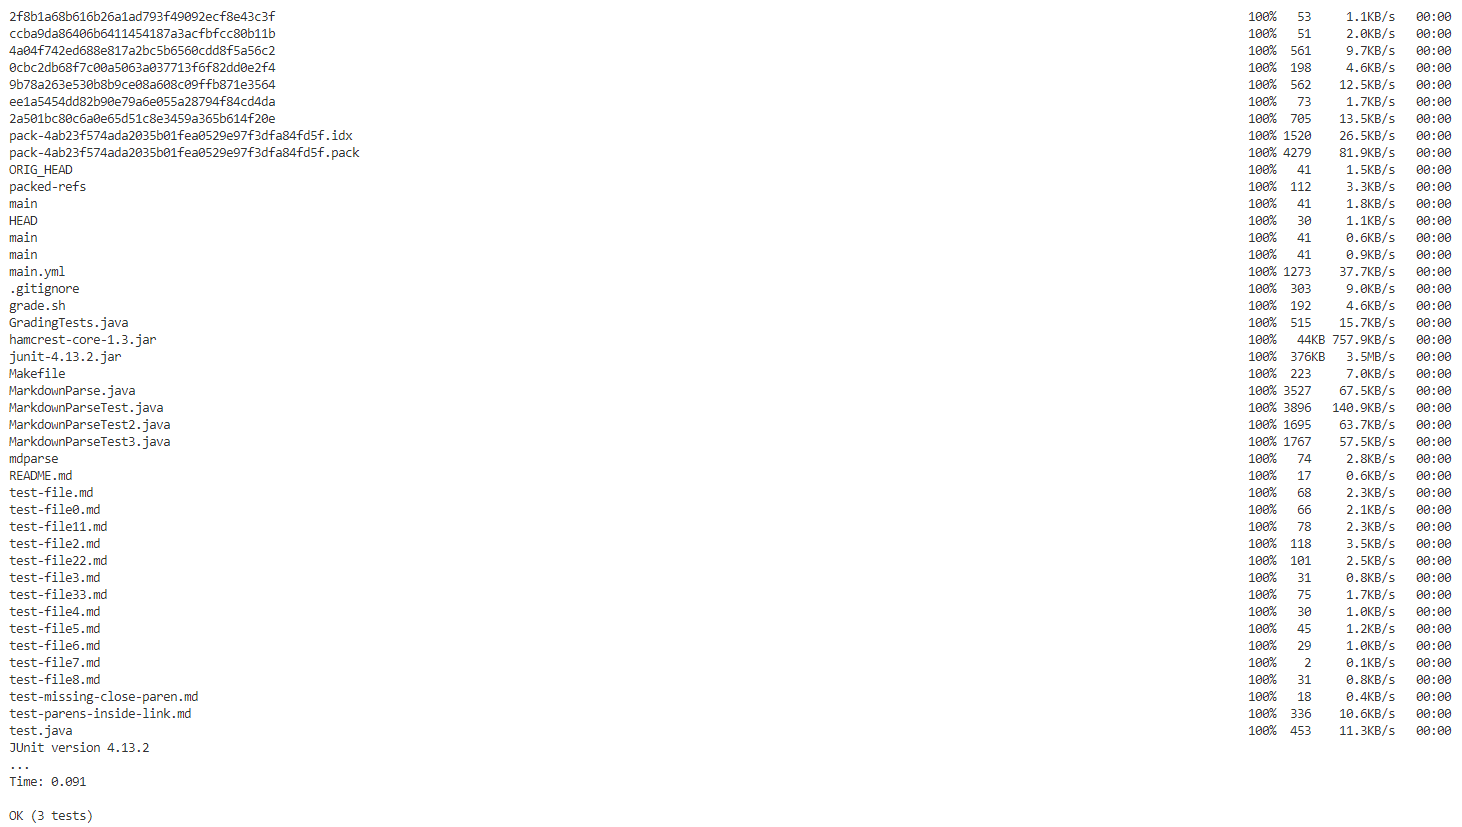 2f8b1a68b616b26a1ad793f49092ecf8e43c3f 100% 53 1.1KB/s 00:00
ccba9da86406b6411454187a3acfbfcc80b11b 100% 51 2.0KB/s 00:00
4a04f742ed688e817a2bc5b6560cdd8f5a56c2 100% 561 9.7KB/s 00:00
0cbc2db68f7c00a5063a037713f6f82dd0e2f4 100% 198 4.6KB/s 00:00
9b78a263e530b8b9ce08a608c09ffb871e3564 100% 562 12.5KB/s 00:00
ee1a5454dd82b90e79a6e055a28794f84cd4da 100% 73 1.7KB/s 00:00
2a501bc80c6a0e65d51c8e3459a365b614f20e 100% 705 13.5KB/s 00:00
pack-4ab23f574ada2035b01fea0529e97f3dfa84fd5f.idx 100% 1520 26.5KB/s 00:00
pack-4ab23f574ada2035b01fea0529e97f3dfa84fd5f.pack 100% 4279 81.9KB/s 00:00
ORIG_HEAD 100% 41 1.5KB/s 00:00
packed-refs 100% 112 3.3KB/s 00:00
main 100% 41 1.8KB/s 00:00
HEAD 100% 30 1.1KB/s 00:00
main 100% 41 0.6KB/s 00:00
main 100% 41 0.9KB/s 00:00
main.yml 100% 1273 37.7KB/s 00:00
.gitignore 100% 303 9.0KB/s 00:00
grade.sh 100% 192 4.6KB/s 00:00
GradingTests.java 100% 515 15.7KB/s 00:00
hamcrest-core-1.3.jar 100% 44KB 757.9KB/s 00:00
junit-4.13.2.jar 100% 376KB 3.5MB/s 00:00
Makefile 100% 223 7.0KB/s 00:00
MarkdownParse.java 100% 3527 67.5KB/s 00:00
MarkdownParseTest.java 100% 3896 140.9KB/s 00:00
MarkdownParseTest2.java 100% 1695 63.7KB/s 00:00
MarkdownParseTest3.java 100% 1767 57.5KB/s 00:00
mdparse 100% 74 2.8KB/s 00:00
README.md 100% 17 0.6KB/s 00:00
test-file.md 100% 68 2.3KB/s 00:00
test-file0.md 100% 66 2.1KB/s 00:00
test-file11.md 100% 78 2.3KB/s 00:00
test-file2.md 100% 118 3.5KB/s 00:00
test-file22.md 100% 101 2.5KB/s 00:00
test-file3.md 100% 31 0.8KB/s 00:00
test-file33.md 100% 75 1.7KB/s 00:00
test-file4.md 100% 30 1.0KB/s 00:00
test-file5.md 100% 45 1.2KB/s 00:00
test-file6.md 100% 29 1.0KB/s 00:00
test-file7.md 100% 2 0.1KB/s 00:00
test-file8.md 100% 31 0.8KB/s 00:00
test-missing-close-paren.md 100% 18 0.4KB/s 00:00
test-parens-inside-link.md 100% 336 10.6KB/s 00:00
test.java 100% 453 11.3KB/s 00:00
JUnit version 4.13.2
...
Time: 0.091
OK (3 tests)